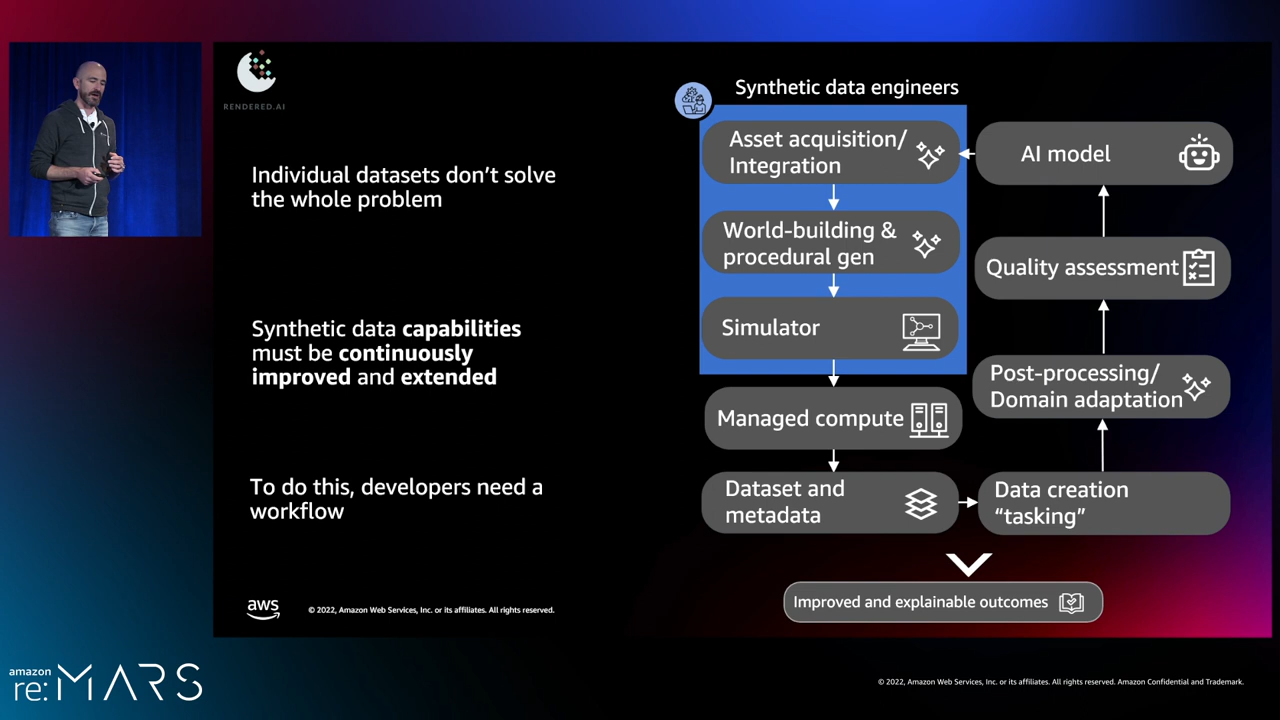 RENDERED.AI
Individual datasets don't solve
the whole problem
Synthetic data capabilities
must be continuously
improved and extended
To do this, developers need a
workflow
Synthetic data engineers
Asset acquisition/
Integration
World-building &
procedural gen
Simulator
Managed compute
Dataset and
metadata
AI model
Quality assessment
Post-processing/
Domain adaptation
Data creation
“tasking”
Improved and explainable outcomes
aws
© 2022, Amazon Web Services, Inc. or its affiliates. All rights reserved.
amazon
re:MARS
© 2022, Amazon Web Services, Inc. or its affiliates. All rights reserved. Amazon Confidential and Trademark.